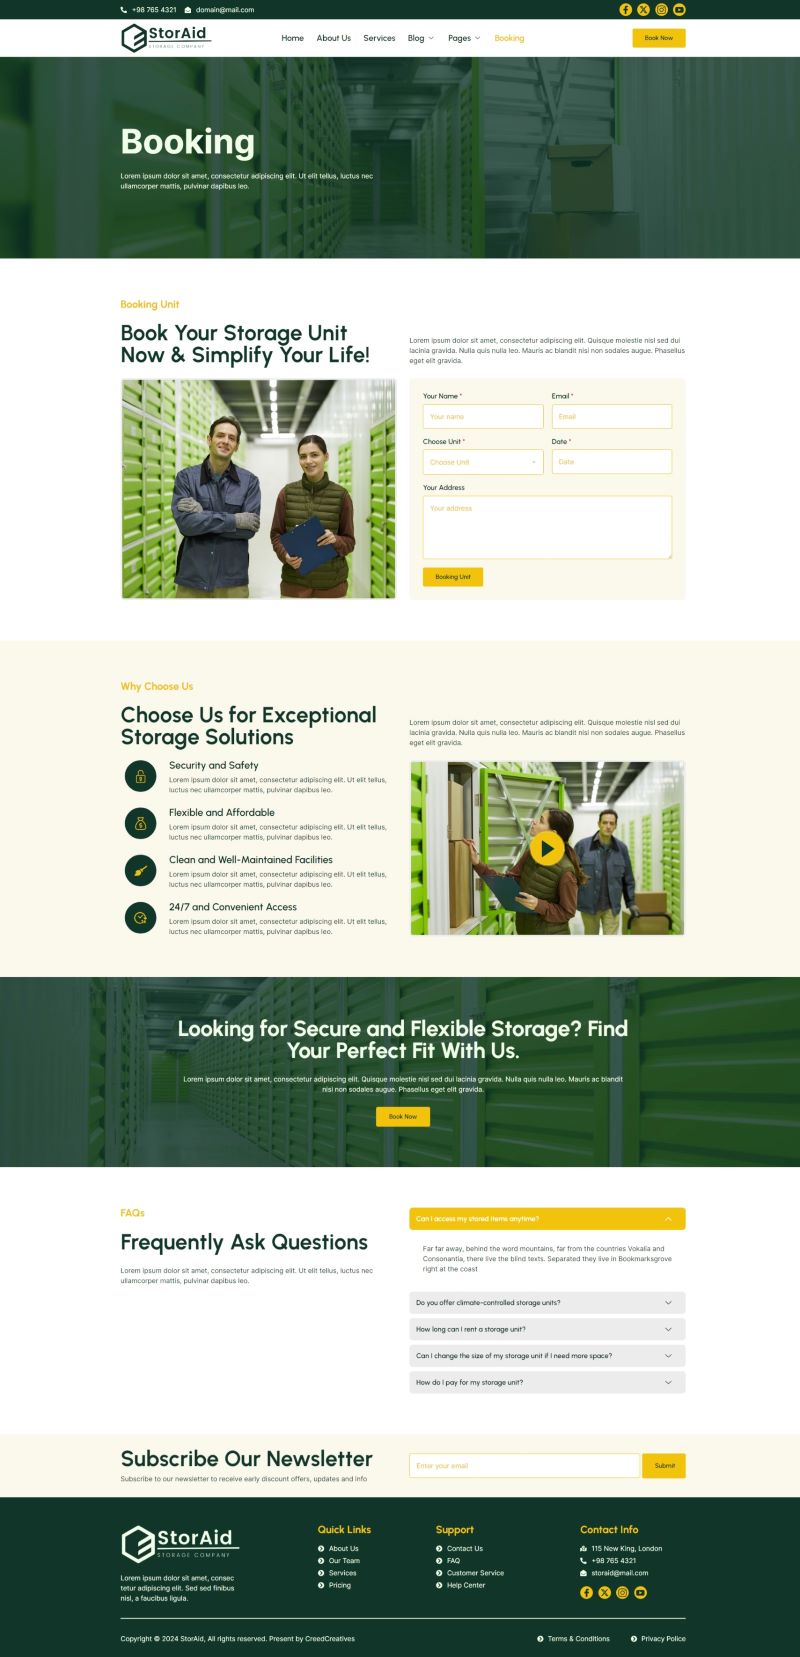 +98 765 4321 domain@mail.com
StorAid
STORAGE COMPANY
Home About Us Services Blog Pages Booking
Book Now
Booking
Lorem ipsum dolor sit amet, consectetur adipiscing elit. Ut elit tellus, luctus nec
ullamcorper mattis, pulvinar dapibus leo.
Booking Unit
Book Your Storage Unit
Now & Simplify Your Life!
Lorem ipsum dolor sit amet, consectetur adipiscing elit. Quisque molestie nisl sed dui
lacinia gravida. Nulla quis nulla leo. Mauris ac blandit nisi non sodales augue. Phasellus
eget elit gravida.
Your Name * Email *
Your name Email
Choose Unit * Date *
Choose Unit Date
Your Address
Your address
Booking Unit
Why Choose Us
Choose Us for Exceptional
Storage Solutions
Lorem ipsum dolor sit amet, consectetur adipiscing elit. Quisque molestie nisl sed dui
lacinia gravida. Nulla quis nulla leo. Mauris ac blandit nisi non sodales augue. Phasellus
eget elit gravida.
Security and Safety
Lorem ipsum dolor sit amet, consectetur adipiscing elit. Ut elit tellus,
luctus nec ullamcorper mattis, pulvinar dapibus leo.
Flexible and Affordable
Lorem ipsum dolor sit amet, consectetur adipiscing elit. Ut elit tellus,
luctus nec ullamcorper mattis, pulvinar dapibus leo.
Clean and Well-Maintained Facilities
Lorem ipsum dolor sit amet, consectetur adipiscing elit. Ut elit tellus,
luctus nec ullamcorper mattis, pulvinar dapibus leo.
24/7 and Convenient Access
Lorem ipsum dolor sit amet, consectetur adipiscing elit. Ut elit tellus,
luctus nec ullamcorper mattis, pulvinar dapibus leo.
Looking for Secure and Flexible Storage? Find
Your Perfect Fit With Us.
Lorem ipsum dolor sit amet, consectetur adipiscing elit. Quisque molestie nisl sed dui lacinia gravida. Nulla quis nulla leo. Mauris ac blandit
nisi non sodales augue. Phasellus eget elit gravida.
Book Now
FAQs
Frequently Ask Questions
Lorem ipsum dolor sit amet, consectetur adipiscing elit. Ut elit tellus, luctus nec
ullamcorper mattis, pulvinar dapibus leo.
Can I access my stored items anytime?
Far far away, behind the word mountains, far from the countries Vokalia and
Consonantia, there live the blind texts. Separated they live in Bookmarksgrove
right at the coast
Do you offer climate-controlled storage units?
How long can I rent a storage unit?
Can I change the size of my storage unit if I need more space?
How do I pay for my storage unit?
Subscribe Our Newsletter
Subscribe to our newsletter to receive early discount offers, updates and info
Enter your email
Submit
StorAid
STORAGE COMPANY
Lorem ipsum dolor sit amet, consec
tetur adipiscing elit. Sed sed finibus
nisl, a faucibus ligula.
Quick Links
About Us
Our Team
Services
Pricing
Support
Contact Us
FAQ
Customer Service
Help Center
Contact Info
115 New King, London
+98 765 4321
storaid@mail.com
Copyright © 2024 StorAid, All rights reserved. Present by CreedCreatives
Terms & Conditions Privacy Police